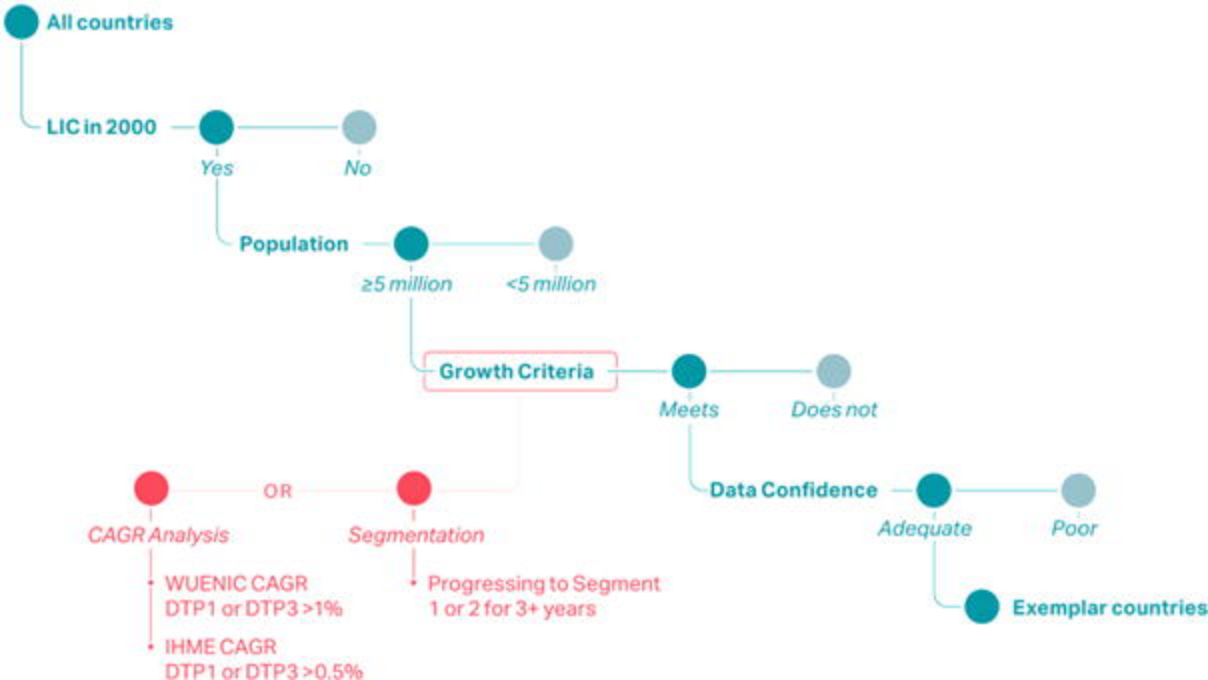 All countries
LIC in 2000
Yes
No
Population
≥5 million
<5 million
Growth Criteria
Meets
Does not
OR
Data Confidence
CAGR Analysis
Segmentation
Adequate
Poor
WUENIC CAGR
DTP1 or DTP3 >1%
Progressing to Segment
1 or 2 for 3+ years
Exemplar countries
IHME CAGR
DTP1 or DTP3 >0.5%